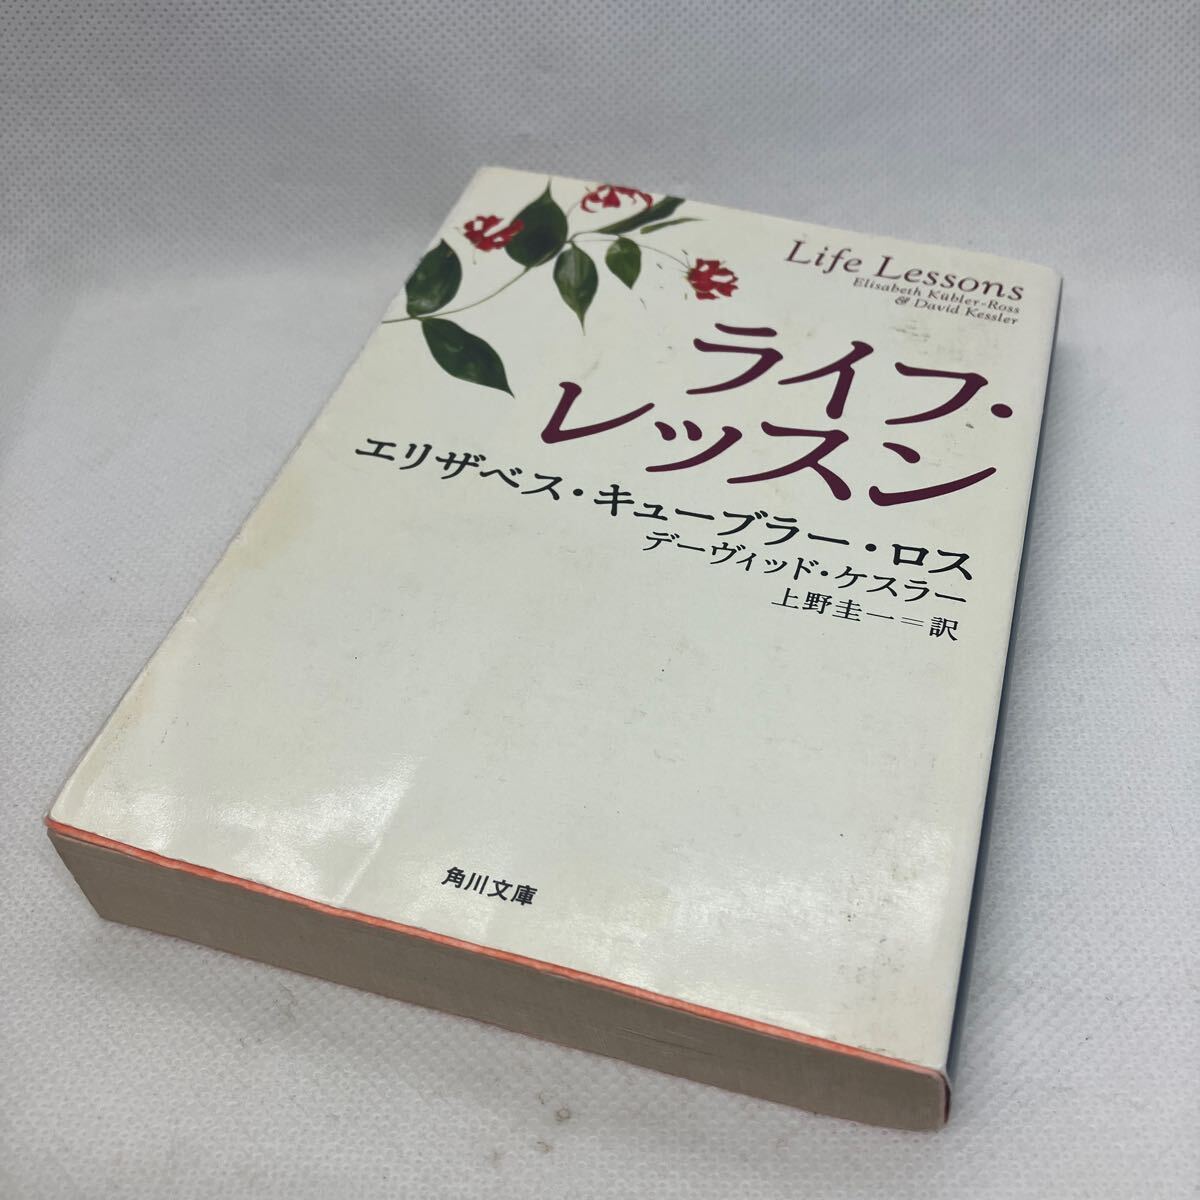 Life Lessons
Elisabeth Kübler-Ross
& David Kessler
ライフ・
レッスン
エリザベス・キューブラー・ロス
デーヴィッド・ケスラー
上野圭一＝訳
角川文庫